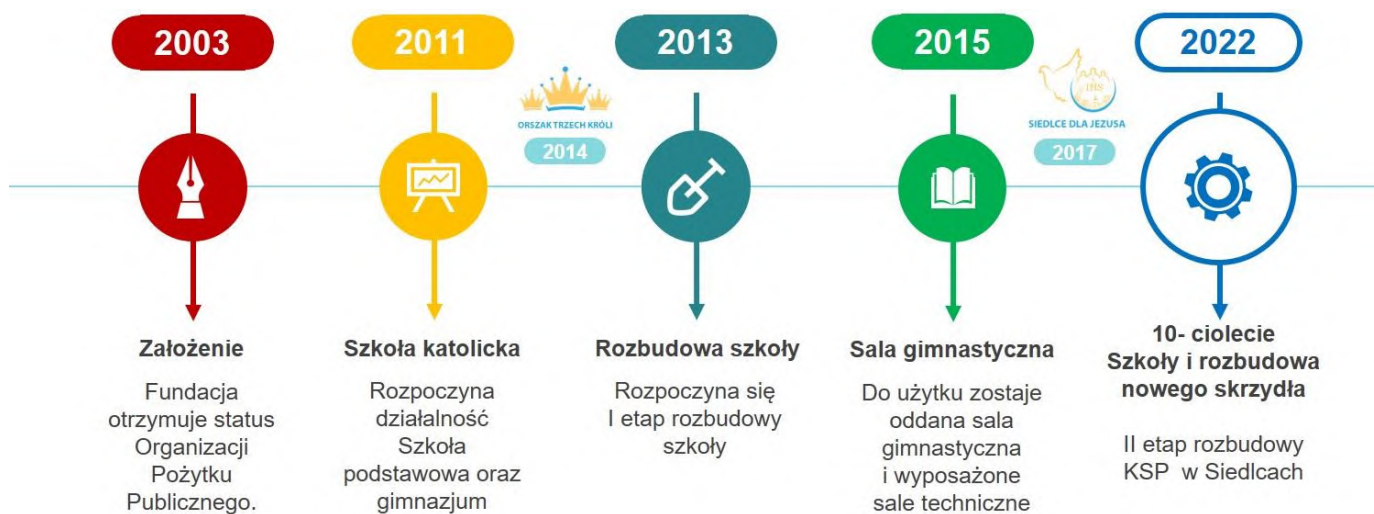 2003
Założenie
Fundacja
otrzymuje status
Organizacji
Pożytku
Publicznego.
2011
Szkoła katolicka
Rozpoczyna
działalność
Szkoła
podstawowa oraz
gimnazjum
ORSZAK TRZECH KRÓLI
2014
2013
Rozbudowa szkoły
Rozpoczyna się
I etap rozbudowy
szkoły
2015
Sala gimnastyczna
Do użytku zostaje
oddana sala
gimnastyczna
i wyposażone
sale techniczne
IHS
SIEDLCE DLA JEZUSA
2017
2022
10- ciolecie
Szkoły i rozbudowa
nowego skrzydła
II etap rozbudowy
KSP w Siedlcach